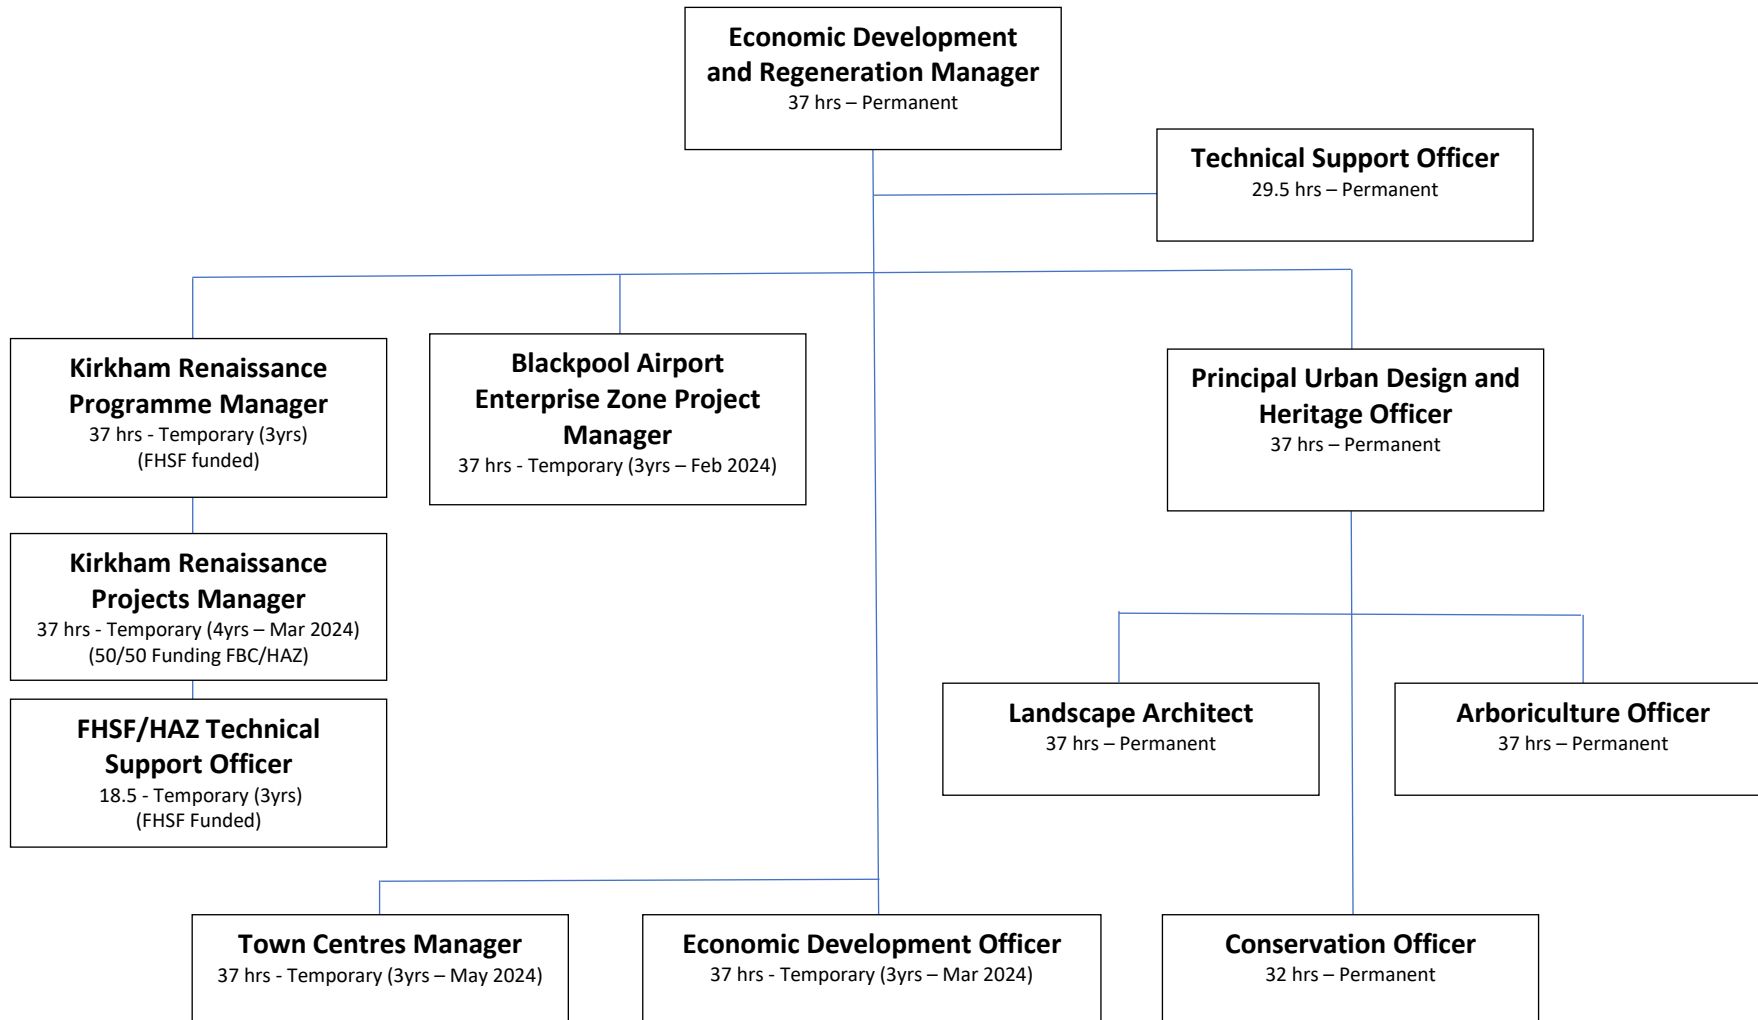 Economic Development
and Regeneration Manager
37 hrs – Permanent
Technical Support Officer
29.5 hrs – Permanent
Kirkham Renaissance
Programme Manager
37 hrs - Temporary (3yrs)
(FHSF funded)
Blackpool Airport
Enterprise Zone Project
Manager
37 hrs - Temporary (3yrs – Feb 2024)
Principal Urban Design and
Heritage Officer
37 hrs – Permanent
Kirkham Renaissance
Projects Manager
37 hrs - Temporary (4yrs – Mar 2024)
(50/50 Funding FBC/HAZ)
FHSF/HAZ Technical
Support Officer
18.5 - Temporary (3yrs)
(FHSF Funded)
Landscape Architect
37 hrs – Permanent
Arboriculture Officer
37 hrs – Permanent
Town Centres Manager
37 hrs - Temporary (3yrs – May 2024)
Economic Development Officer
37 hrs - Temporary (3yrs – Mar 2024)
Conservation Officer
32 hrs – Permanent